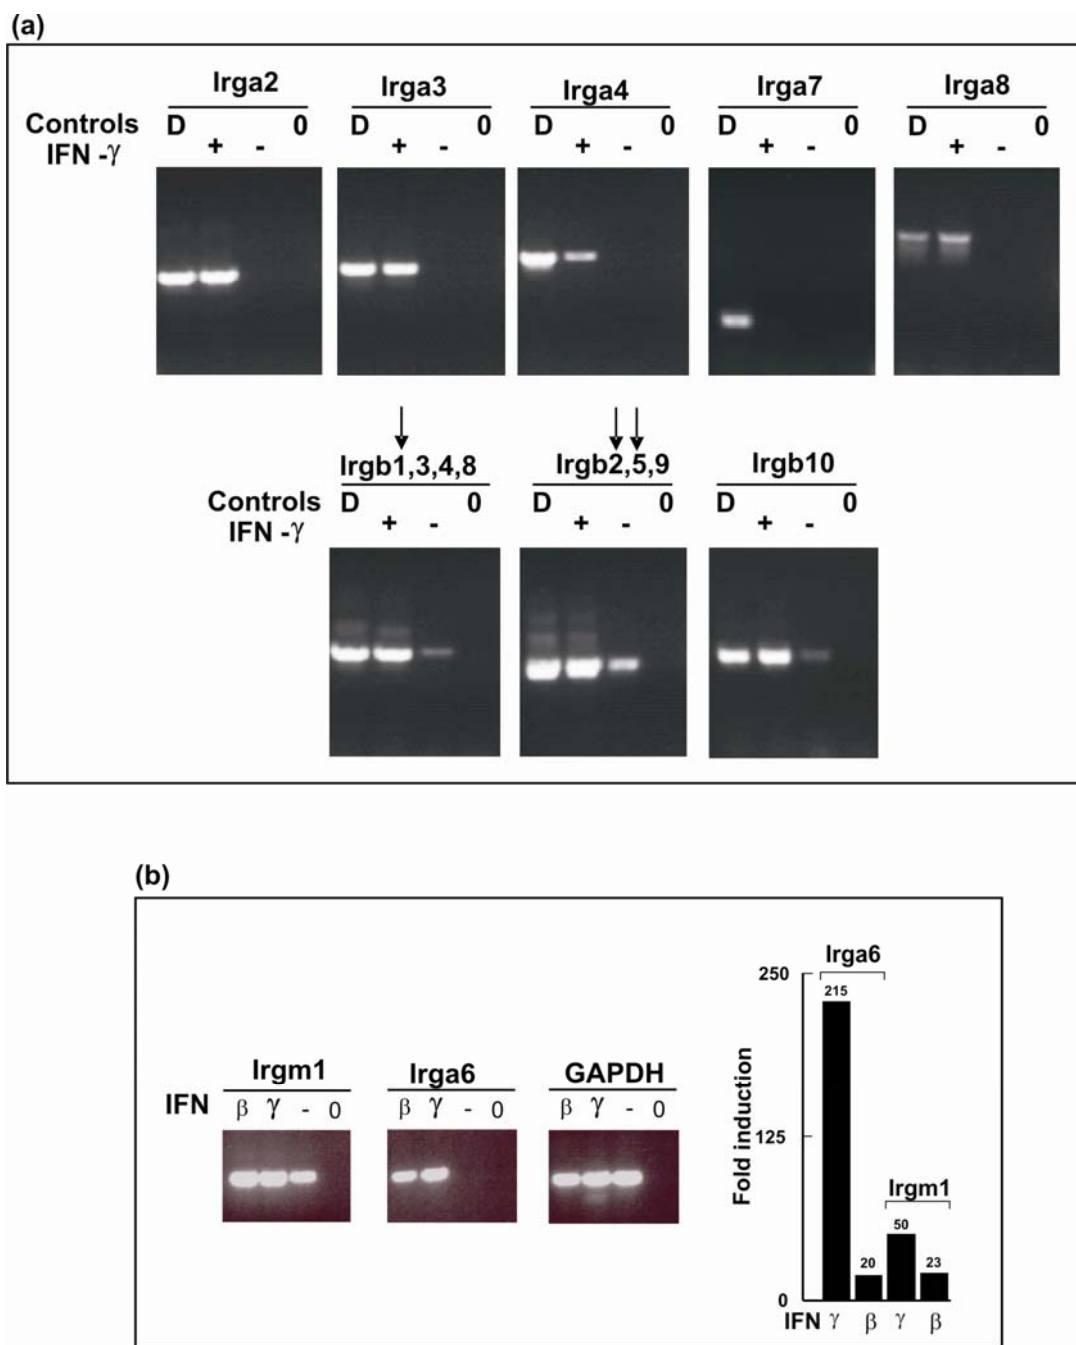 (a)
Irga2 Irga3 Irga4 Irga7 Irga8
Controls D 0 D 0 D 0 D 0 D 0
IFN -γ + - + - + - + - + -
Irgb1,3,4,8 Irgb2,5,9 Irgb10
Controls D 0 D 0 D 0
IFN -γ + - + - + -
(b)
Irga6
250
215
Irgm1 Irga6 GAPDH
IFN β γ - 0 β γ - 0 β γ - 0
125
Fold induction
Irgm1
50
20 23
0
IFN γ β γ β